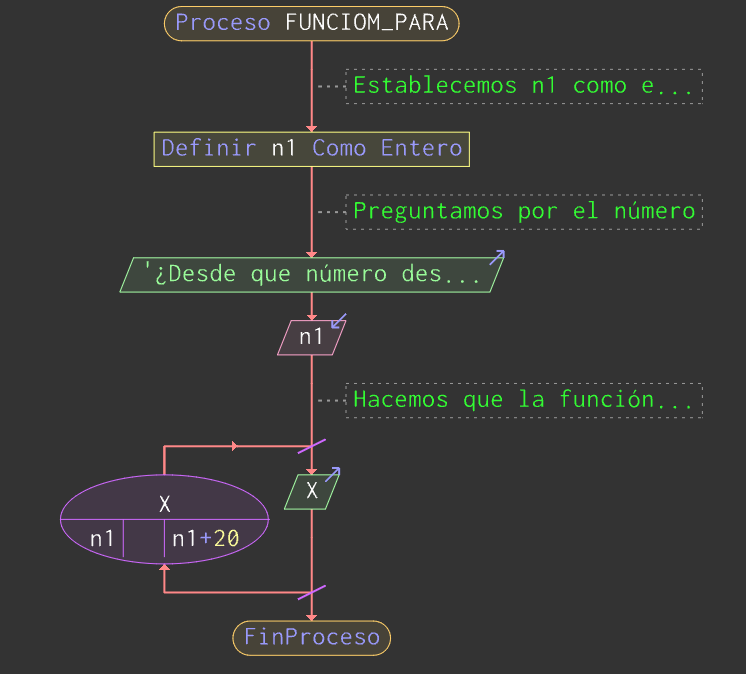 Proceso FUNCIOM_PARA
Establecemos n1 como e...
Definir n1 Como Entero
Preguntamos por el número
'¿Desde que número des...
n1
Hacemos que la función...
X
X
n1 n1+20
FinProceso